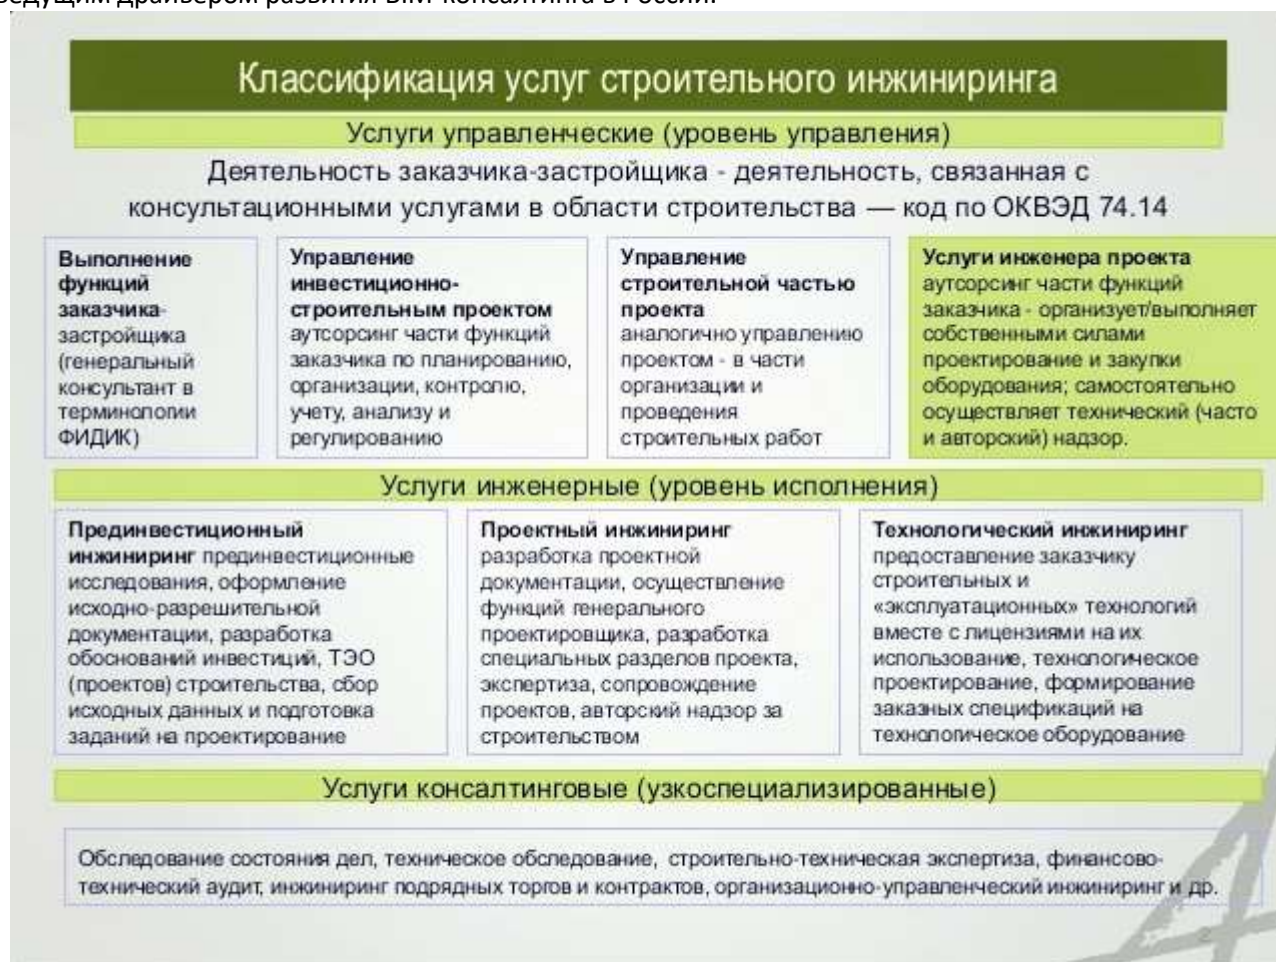 ведущим драйвером развития BIM-консалтинга в России.
Классификация услуг строительного инжиниринга
Услуги управленческие (уровень управления)
Деятельность заказчика-застройщика - деятельность, связанная с
консультационными услугами в области строительства — код по ОКВЭД 74.14
Выполнение
функций
заказчика-
застройщика
(генеральный
консультант в
терминологии
ФИДИК)
Управление
инвестиционно-
строительным проектом
аутсорсинг части функций
заказчика по планированию,
организации, контролю,
учету, анализу и
регулированию
Управление
строительной частью
проекта
аналогично управлению
проектом - в части
организации и
проведения
строительных работ
Услуги инженера проекта
аутсорсинг части функций
заказчика - организует/выполняет
собственными силами
проектирование и закупки
оборудования; самостоятельно
осуществляет технический (часто
и авторский) надзор.
Услуги инженерные (уровень исполнения)
Прединвестиционный
инжиниринг прединвестиционные
исследования, оформление
исходно-разрешительной
документации, разработка
обоснований инвестиций, ТЭО
(проектов) строительства, сбор
исходных данных и подготовка
заданий на проектирование
Проектный инжиниринг
разработка проектной
документации, осуществление
функций генерального
проектировщика, разработка
специальных разделов проекта,
экспертиза, сопровождение
проектов, авторский надзор за
строительством
Технологический инжиниринг
предоставление заказчику
строительных и
«эксплуатационных» технологий
вместе с лицензиями на их
использование, технологическое
проектирование, формирование
заказных спецификаций на
технологическое оборудование
Услуги консалтинговые (узкоспециализированные)
Обследование состояния дел, техническое обследование, строительно-техническая экспертиза, финансово-
технический аудит, инжиниринг подрядных торгов и контрактов, организационно-управленческий инжиниринг и др.
2